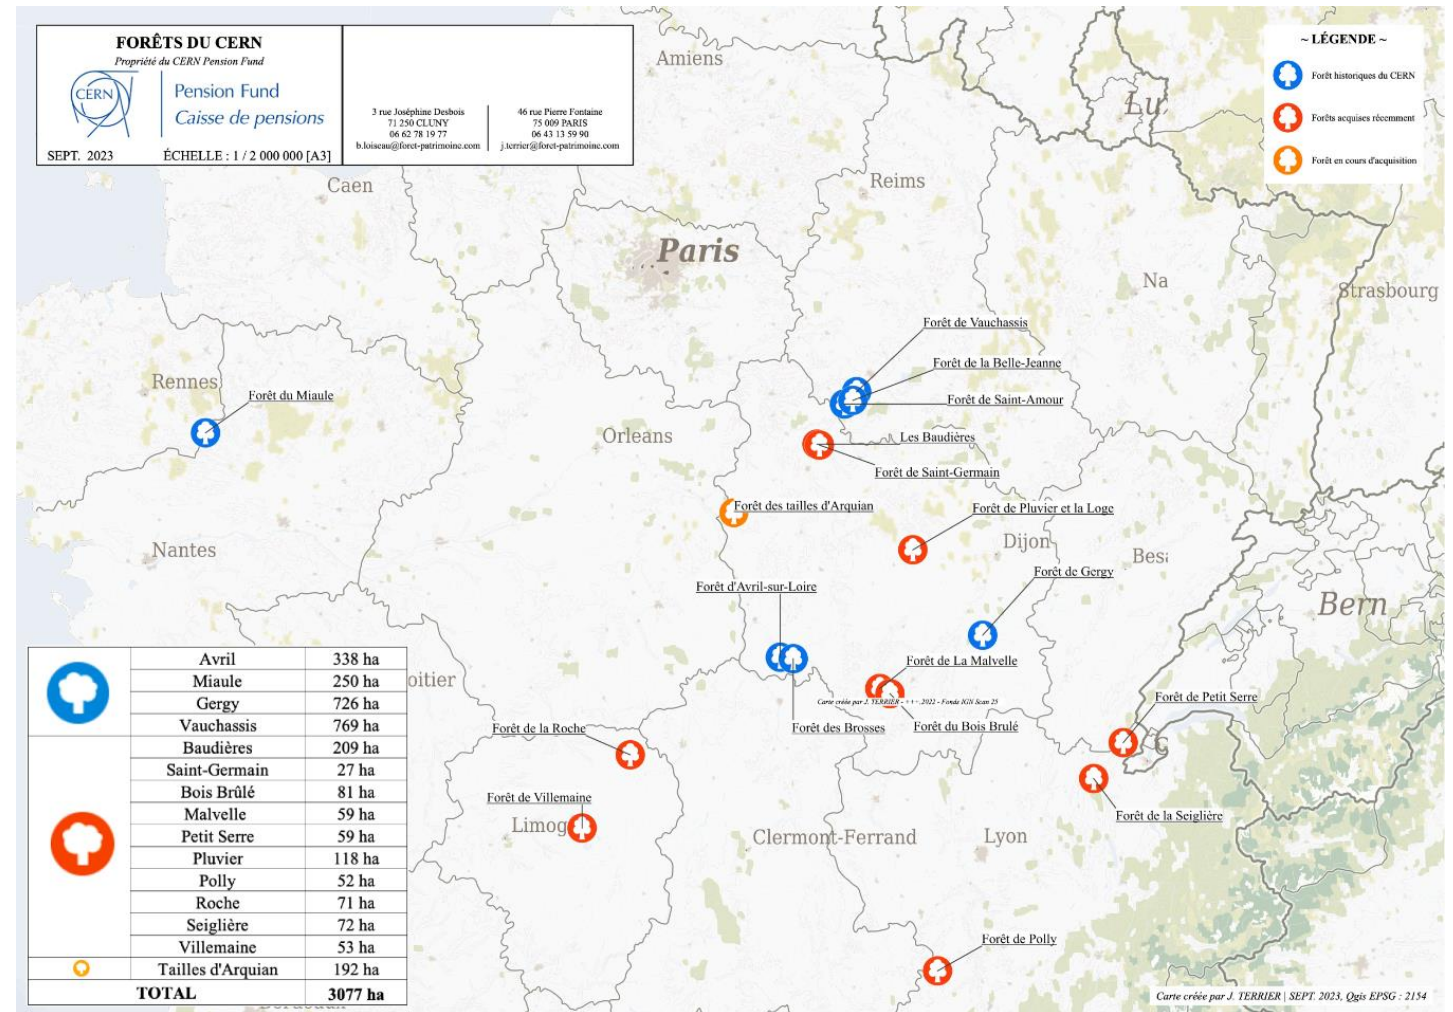 FORÊTS DU CERN
Propriété du CERN Pension Fund
CERN
Pension Fund
Caisse de pensions
SEPT. 2023
ÉCHELLE : 1 / 2 000 000 [A3]
3 rue Joséphine Desbois
71 250 CLUNY
06 62 78 19 77
b.loiseau@foret-patrimoine.com
46 rue Pierre Fontaine
75 009 PARIS
06 43 13 59 90
j.terrier@foret-patrimoine.com
~ LÉGENDE ~
Forêt historiques du CERN
Forêts acquises récemment
Forêt en cours d'acquisition
Amiens
Lu
Caen
Reims
Paris
Na
Strasbourg
Forêt de Vauchassis
Forêt de la Belle-Jeanne
Rennes
Forêt du Miaule
Forêt de Saint-Amour
Orleans
Les Baudières
Forêt de Saint-Germain
Forêt des tailles d'Arquian
Forêt de Pluvier et la Loge
Nantes
Dijon
Besa
Forêt de Gergy
Forêt d'Avril-sur-Loire
Bern
Forêt de La Malvelle
oitier
Forêt de Petit Serre
Carte créée par J. TERRIER - +++. 2022 - Fonds IGN Scan 25
Forêt de la Roche
Forêt des Brosses
Forêt du Bois Brulé
G
Forêt de Villemaine
Limog
Forêt de la Seiglière
Clermont-Ferrand
Lyon
Forêt de Polly
Avril 338 ha
Miaule 250 ha
Gergy 726 ha
Vauchassis 769 ha
Baudières 209 ha
Saint-Germain 27 ha
Bois Brûlé 81 ha
Malvelle 59 ha
Petit Serre 59 ha
Pluvier 118 ha
Polly 52 ha
Roche 71 ha
Seiglière 72 ha
Villemaine 53 ha
Tailles d'Arquian 192 ha
TOTAL 3077 ha
Carte créée par J. TERRIER | SEPT. 2023, Qgis EPSG : 2154